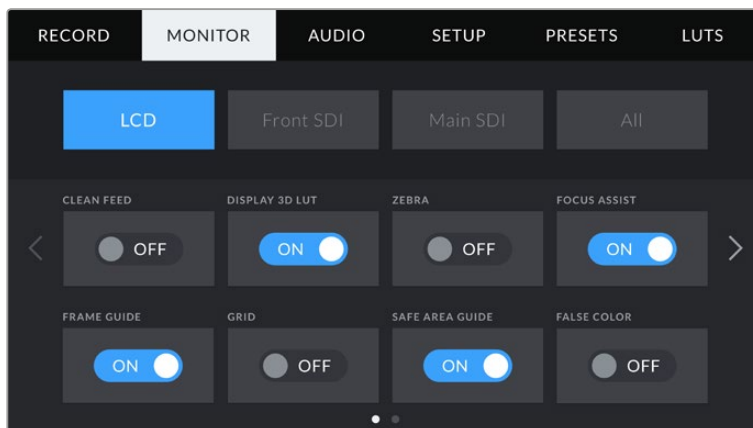 RECORD MONITOR AUDIO SETUP PRESETS LUTS
LCD Front SDI Main SDI All
CLEAN FEED DISPLAY 3D LUT ZEBRA FOCUS ASSIST
OFF ON OFF ON
FRAME GUIDE GRID SAFE AREA GUIDE FALSE COLOR
ON OFF ON OFF